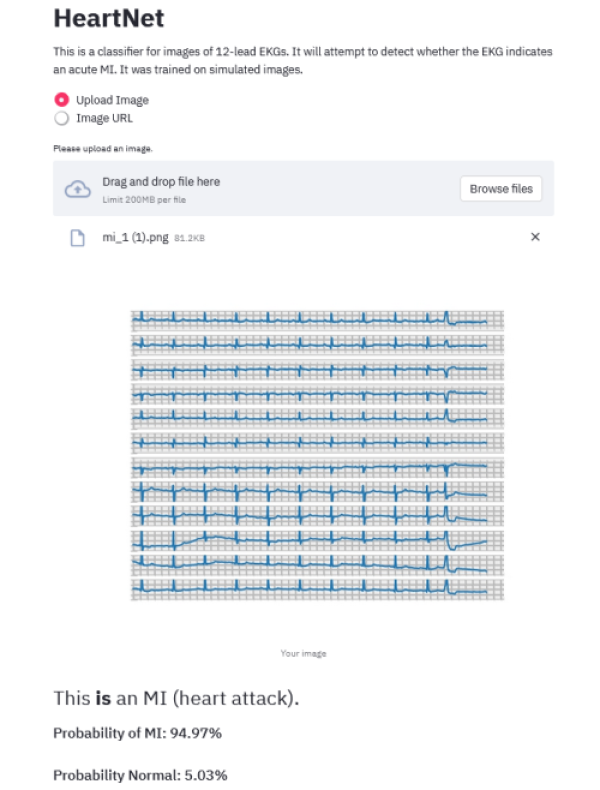 HeartNet
This is a classifier for images of 12-lead EKGs. It will attempt to detect whether the EKG indicates
an acute MI. It was trained on simulated images.
Upload Image
Image URL
Please upload an image.
Drag and drop file here
Limit 200MB per file
Browse files
mi_1 (1).png 81.2KB
Your image
This is an MI (heart attack).
Probability of MI: 94.97%
Probability Normal: 5.03%